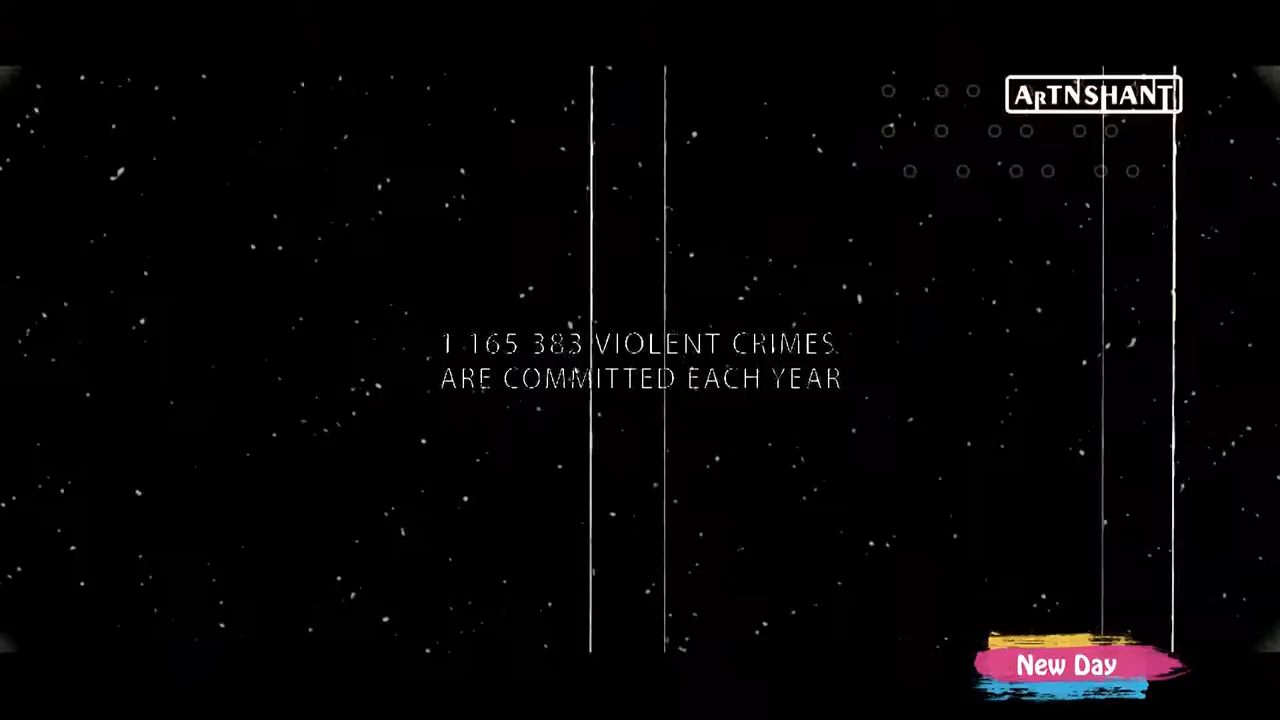 ARTNSHANT
1 165 383 VIOLENT CRIMES
ARE COMMITTED EACH YEAR
New Day